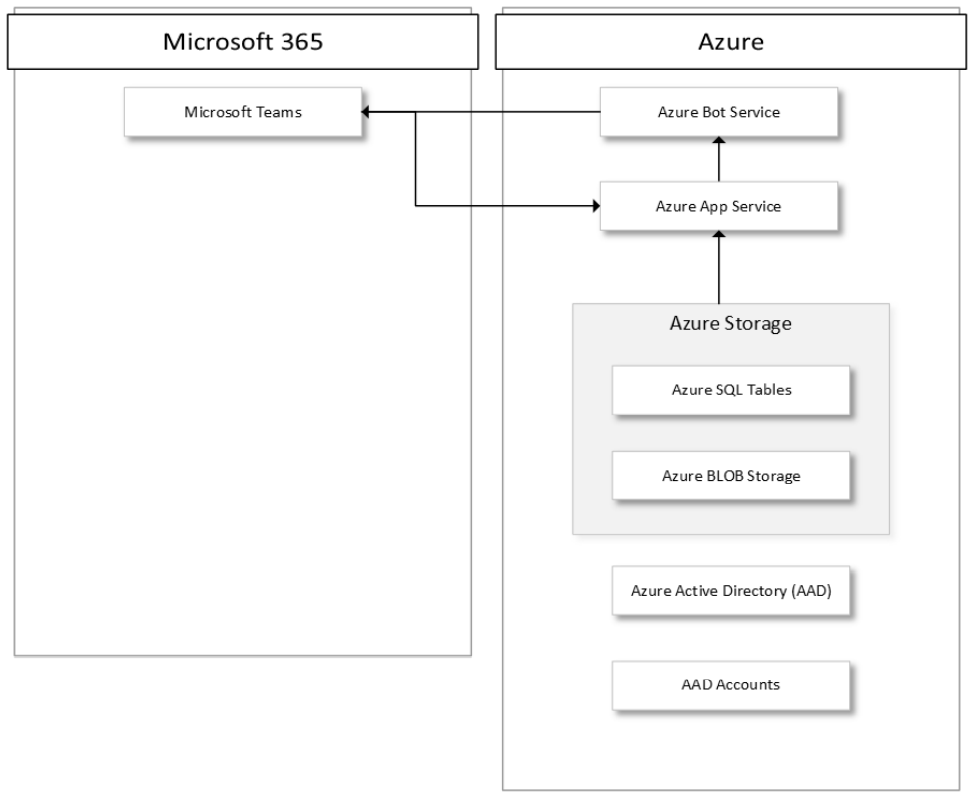 Microsoft 365
Azure
Microsoft Teams
Azure Bot Service
Azure App Service
Azure Storage
Azure SQL Tables
Azure BLOB Storage
Azure Active Directory (AAD)
AAD Accounts